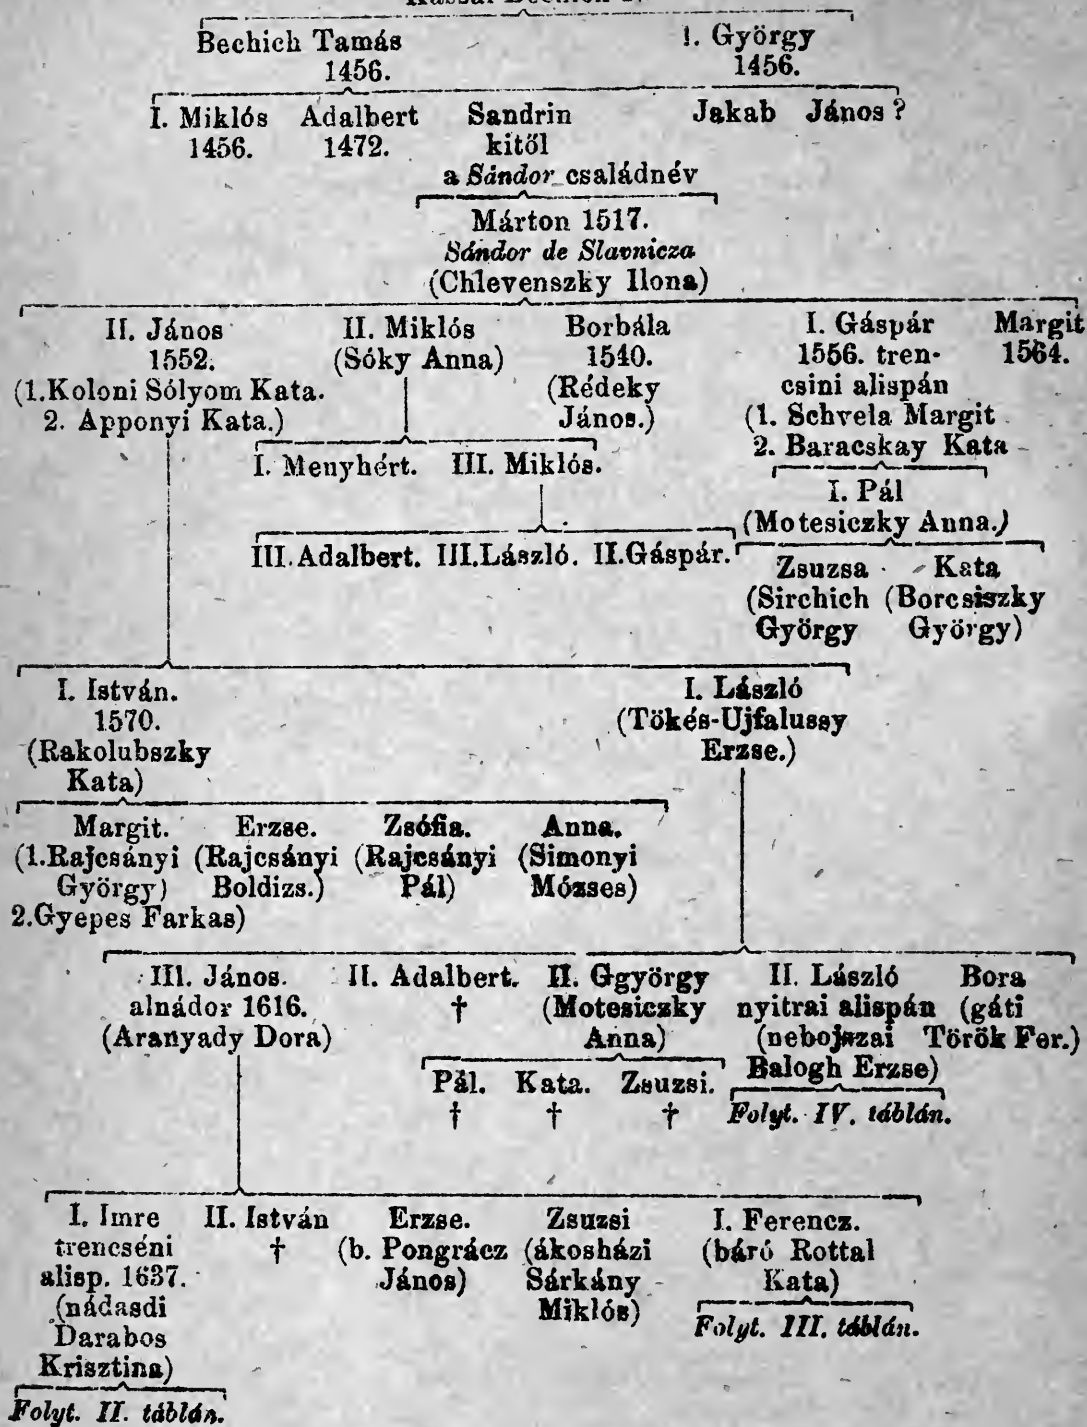 Bechich Tamás I. György
1456. 1456.
I. Miklós Adalbert Sandrin Jakab János ?
1456. 1472. kitől
a Sándor családnév
Márton 1517.
Sándor de Slavnicza
(Chlevenszky Ilona)
II. János II. Miklós Borbála I. Gáspár Margit
1552. (Sóky Anna) 1540. 1556. tren- 1564.
(1.Koloni Sólyom Kata. (Rédeky csini alispán
2. Apponyi Kata.) János.) (1. Schvela Margit
I. Menyhért. III. Miklós. 2. Baracskay Kata
I. Pál
(Motesiczky Anna.)
III. Adalbert. III.László. II.Gáspár. Zsuzsa Kata
(Sirchich (Borcsiszky
György György)
I. István. I. László
1570. (Tökés-Ujfalussy
(Rakolubszky Erzse.)
Kata)
Margit. Erzse. Zsófia. Anna.
(1.Rajcsányi (Rajcsányi (Rajcsányi (Simonyi
György) Boldizs.) Pál) Mózses)
2.Gyepes Farkas)
III. János. II. Adalbert. II. Ggyörgy II. László Bora
alnádor 1616. † (Motesiczky nyitrai alispán (gáti
(Aranyady Dora) Anna) (nebojszai Török Fer.)
Pál. Kata. Zsuzsi. Balogh Erzse)
† † † Folyt. IV. táblán.
I. Imre II. István Erzse. Zsuzsi I. Ferencz.
trencséni † (b. Pongrácz (ákosházi (báró Rottal
alisp. 1637. János) Sárkány Kata)
(nádasdi Miklós) Folyt. III. táblán.
Darabos
Krisztina)
Folyt. II. táblán.